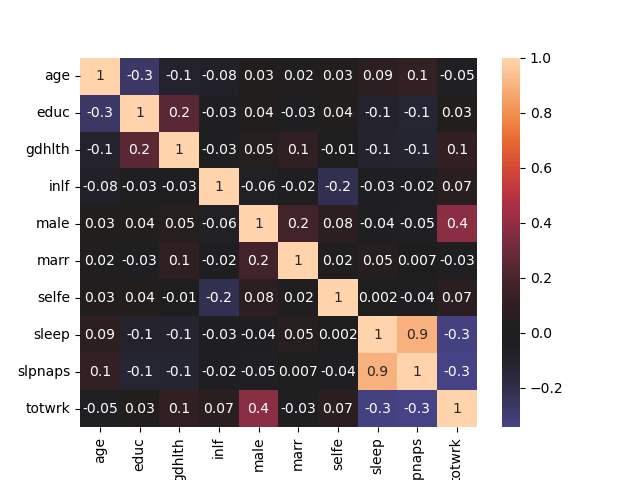 age 1 -0.3 -0.1 -0.08 0.03 0.02 0.03 0.09 0.1 -0.05
educ -0.3 1 0.2 -0.03 0.04 -0.03 0.04 -0.1 -0.1 0.03
gdhlth -0.1 0.2 1 -0.03 0.05 0.1 -0.01 -0.1 -0.1 0.1
inlf -0.08 -0.03 -0.03 1 -0.06 -0.02 -0.2 -0.03 -0.02 0.07
male 0.03 0.04 0.05 -0.06 1 0.2 0.08 -0.04 -0.05 0.4
marr 0.02 -0.03 0.1 -0.02 0.2 1 0.02 0.05 0.007 -0.03
selfe 0.03 0.04 -0.01 -0.2 0.08 0.02 1 0.002 -0.04 0.07
sleep 0.09 -0.1 -0.1 -0.03 -0.04 0.05 0.002 1 0.9 -0.3
slpnaps 0.1 -0.1 -0.1 -0.02 -0.05 0.007 -0.04 0.9 1 -0.3
totwrk -0.05 0.03 0.1 0.07 0.4 -0.03 0.07 -0.3 -0.3 1
age educ gdhlth inlf male marr selfe sleep pnaps totwrk
1.0
0.8
0.6
0.4
0.2
0.0
−0.2